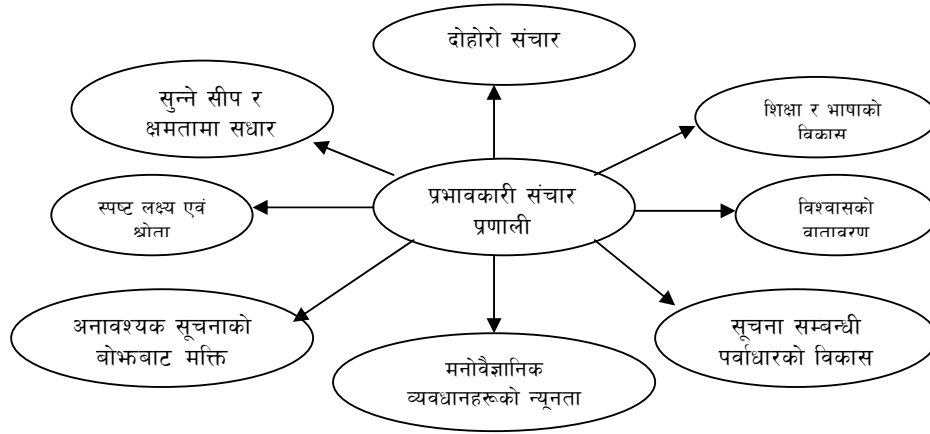 दोहोरो संचार
सुन्ने सीप र
क्षमतामा सधार
शिक्षा र भाषाको
विकास
प्रभावकारी संचार
प्रणाली
स्पष्ट लक्ष्य एवं
श्रोता
विश्वासको
वातावरण
अनावश्यक सूचनाको
बोझबाट मक्ति
सूचना सम्बन्धी
पर्वाधारको विकास
मनोवैज्ञानिक
व्यवधानहरूको न्यूनता